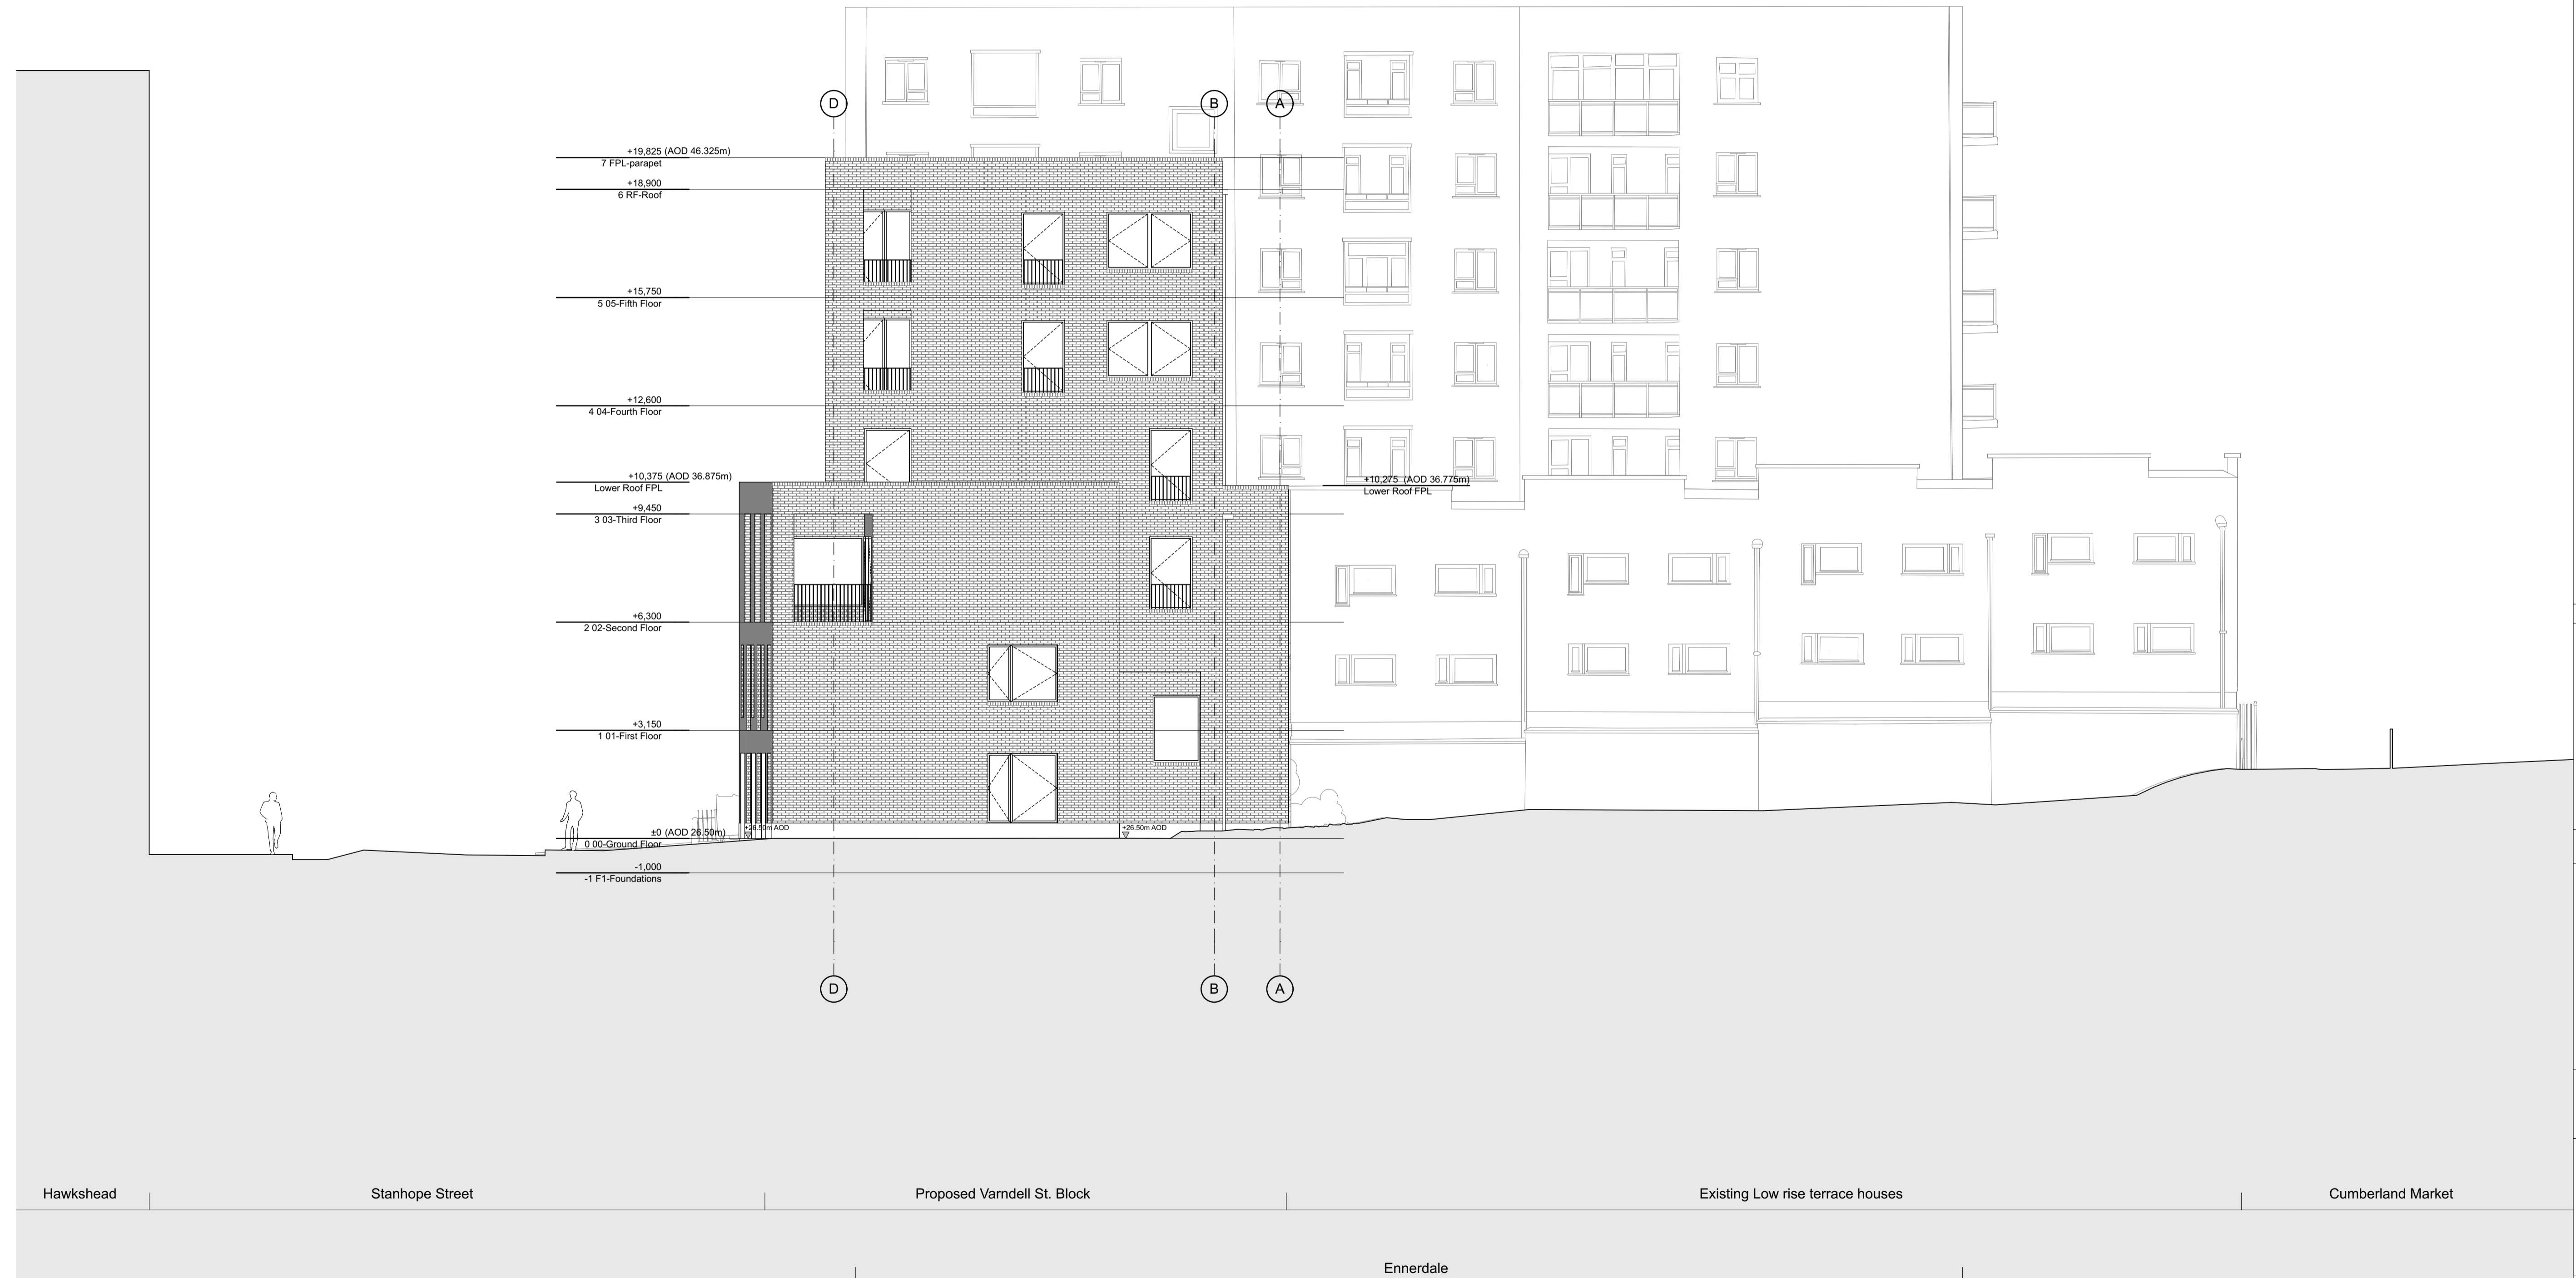 D
B
A
+19,825 (AOD 46.325m)
7 FPL-parapet
+18,900
6 RF-Roof
+15,750
5 05-Fifth Floor
+12,600
4 04-Fourth Floor
+10,375 (AOD 36.875m)
Lower Roof FPL
+10,275 (AOD 36.775m)
Lower Roof FPL
+9,450
3 03-Third Floor
+6,300
2 02-Second Floor
+3,150
1 01-First Floor
±0 (AOD 26.50m)
+26.50m AOD
+26.50m AOD
0 00-Ground Floor
-1,000
-1 F1-Foundations
D
B
A
Hawkshead
Stanhope Street
Proposed Varndell St. Block
Existing Low rise terrace houses
Cumberland Market
Ennerdale